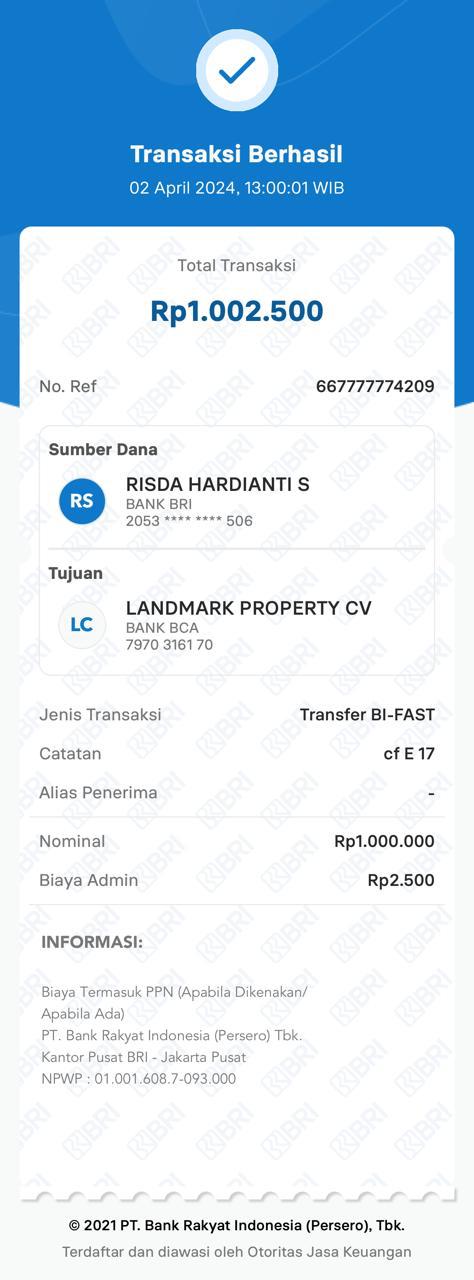 Transaksi Berhasil
02 April 2024, 13:00:01 WIB
Total Transaksi
Rp1.002.500
No. Ref 667777774209
Sumber Dana
RS
RISDA HARDIANTI S
BANK BRI
2053 **** **** 506
Tujuan
LC
LANDMARK PROPERTY CV
BANK BCA
7970 3161 70
Jenis Transaksi Transfer BI-FAST
Catatan cf E 17
Alias Penerima -
Nominal Rp1.000.000
Biaya Admin Rp2.500
INFORMASI:
Biaya Termasuk PPN (Apabila Dikenakan/
Apabila Ada)
PT. Bank Rakyat Indonesia (Persero) Tbk.
Kantor Pusat BRI - Jakarta Pusat
NPWP : 01.001.608.7-093.000
© 2021 PT. Bank Rakyat Indonesia (Persero), Tbk.
Terdaftar dan diawasi oleh Otoritas Jasa Keuangan